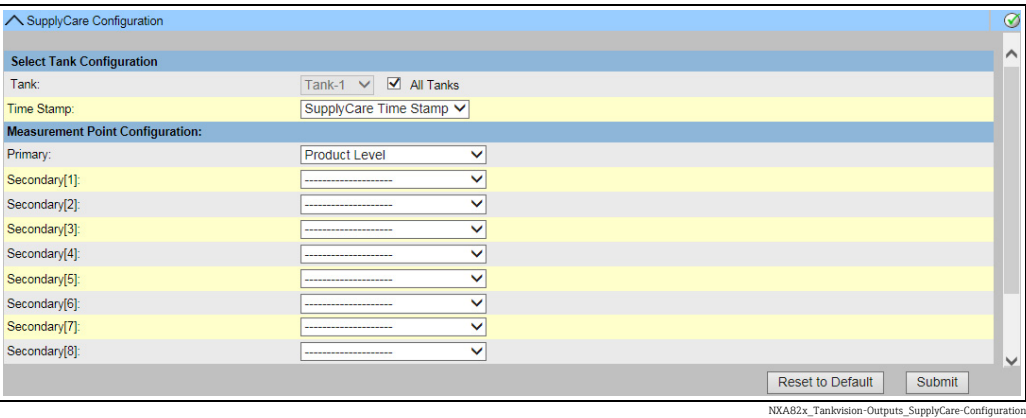 SupplyCare Configuration
Select Tank Configuration
Tank: Tank-1 All Tanks
Time Stamp: SupplyCare Time Stamp
Measurement Point Configuration:
Primary: Product Level
Secondary[1]: --------------------
Secondary[2]: --------------------
Secondary[3]: --------------------
Secondary[4]: --------------------
Secondary[5]: --------------------
Secondary[6]: --------------------
Secondary[7]: --------------------
Secondary[8]: --------------------
Reset to Default Submit
NXA82x_Tankvision-Outputs_SupplyCare-Configuration